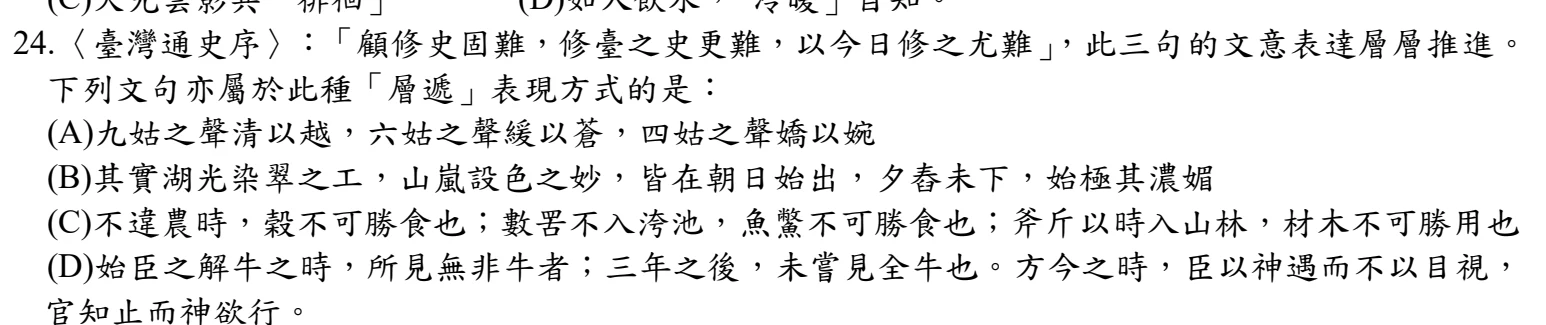 24.〈臺灣通史序〉：「顧修史固難，修臺之史更難，以今日修之尤難」，此三句的文意表達層層推進。
下列文句亦屬於此種「層遞」表現方式的是：
(A)九姑之聲清以越，六姑之聲緩以蒼，四姑之聲嬌以婉
(B)其實湖光染翠之工，山嵐設色之妙，皆在朝日始出，夕舂未下，始極其濃媚
(C)不違農時，穀不可勝食也；數罟不入洿池，魚鱉不可勝食也；斧斤以時入山林，材木不可勝用也
(D)始臣之解牛之時，所見無非牛者；三年之後，未嘗見全牛也。方今之時，臣以神遇而不以目視，
官知止而神欲行。